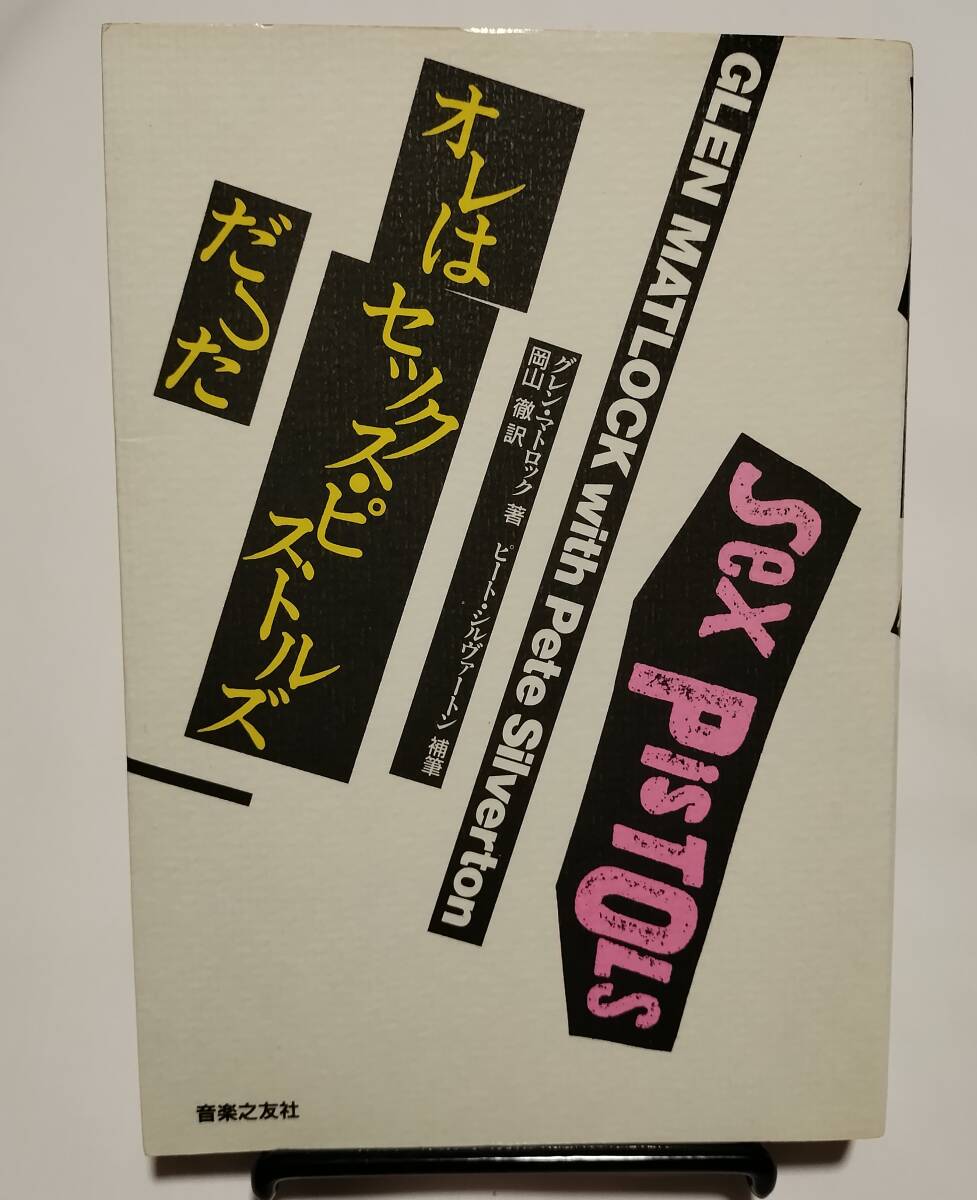 GLEN MATLOCK with Pete Silverton
SEX PISTOLS
オレは
セックス・ピ
ストルズ
だった
グレン・マトロック 著 ピート・シルヴァートン 補筆
岡山 徹 訳
音楽之友社